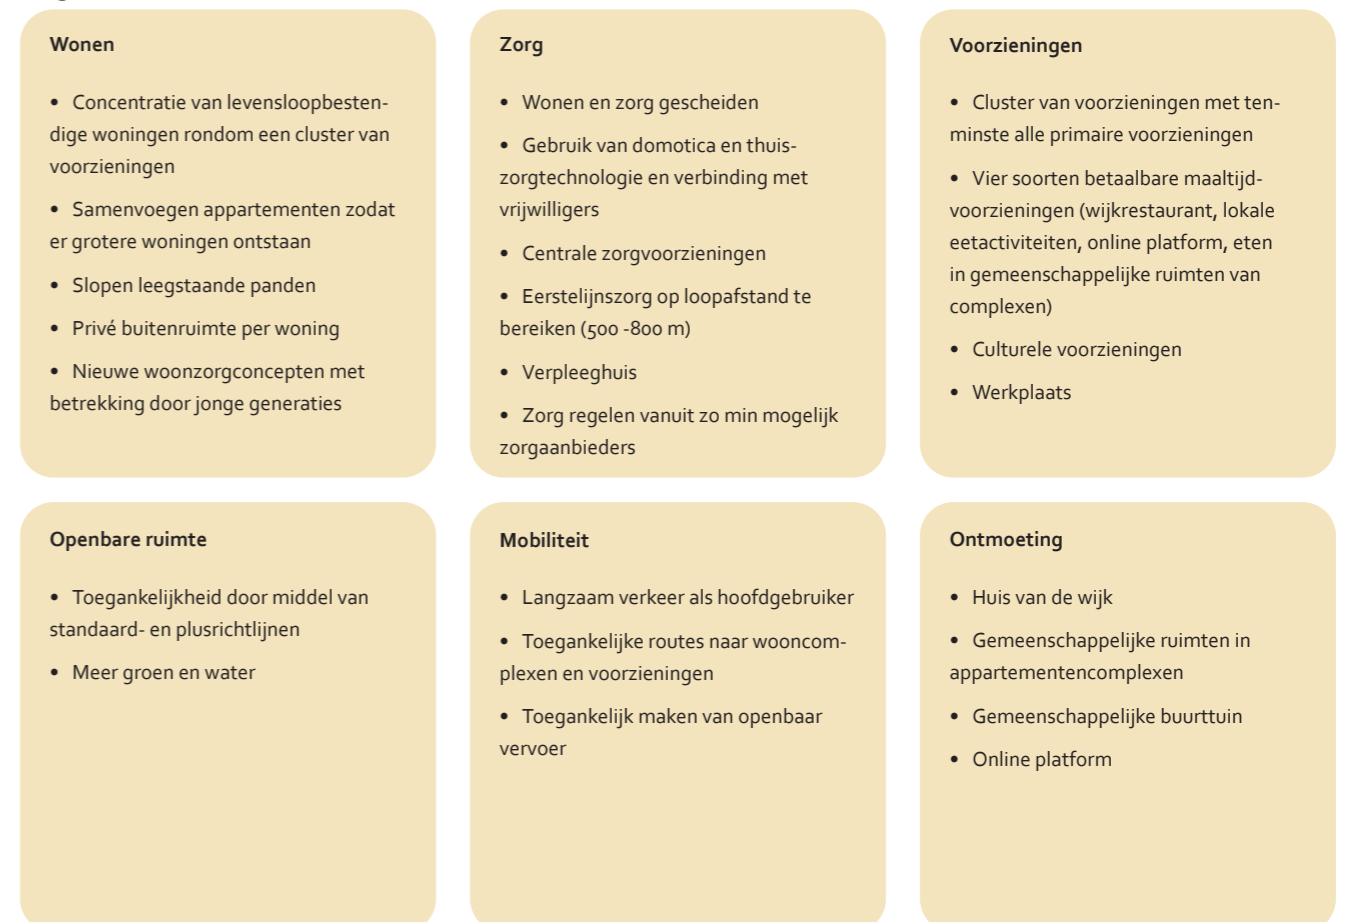 Wonen
• Concentratie van levensloopbesten-
dige woningen rondom een cluster van
voorzieningen
• Samenvoegen appartementen zodat
er grotere woningen ontstaan
• Slopen leegstaande panden
• Privé buitenruimte per woning
• Nieuwe woonzorgconcepten met
betrekking door jonge generaties
Zorg
• Wonen en zorg gescheiden
• Gebruik van domotica en thuis-
zorgtechnologie en verbinding met
vrijwilligers
• Centrale zorgvoorzieningen
• Eerstelijnszorg op loopafstand te
bereiken (500 -800 m)
• Verpleeghuis
• Zorg regelen vanuit zo min mogelijk
zorgaanbieders
Voorzieningen
• Cluster van voorzieningen met ten-
minste alle primaire voorzieningen
• Vier soorten betaalbare maaltijd-
voorzieningen (wijkrestaurant, lokale
eetactiviteiten, online platform, eten
in gemeenschappelijke ruimten van
complexen)
• Culturele voorzieningen
• Werkplaats
Openbare ruimte
• Toegankelijkheid door middel van
standaard- en plusrichtlijnen
• Meer groen en water
Mobiliteit
• Langzaam verkeer als hoofdgebruiker
• Toegankelijke routes naar wooncom-
plexen en voorzieningen
• Toegankelijk maken van openbaar
vervoer
Ontmoeting
• Huis van de wijk
• Gemeenschappelijke ruimten in
appartementencomplexen
• Gemeenschappelijke buurttuin
• Online platform